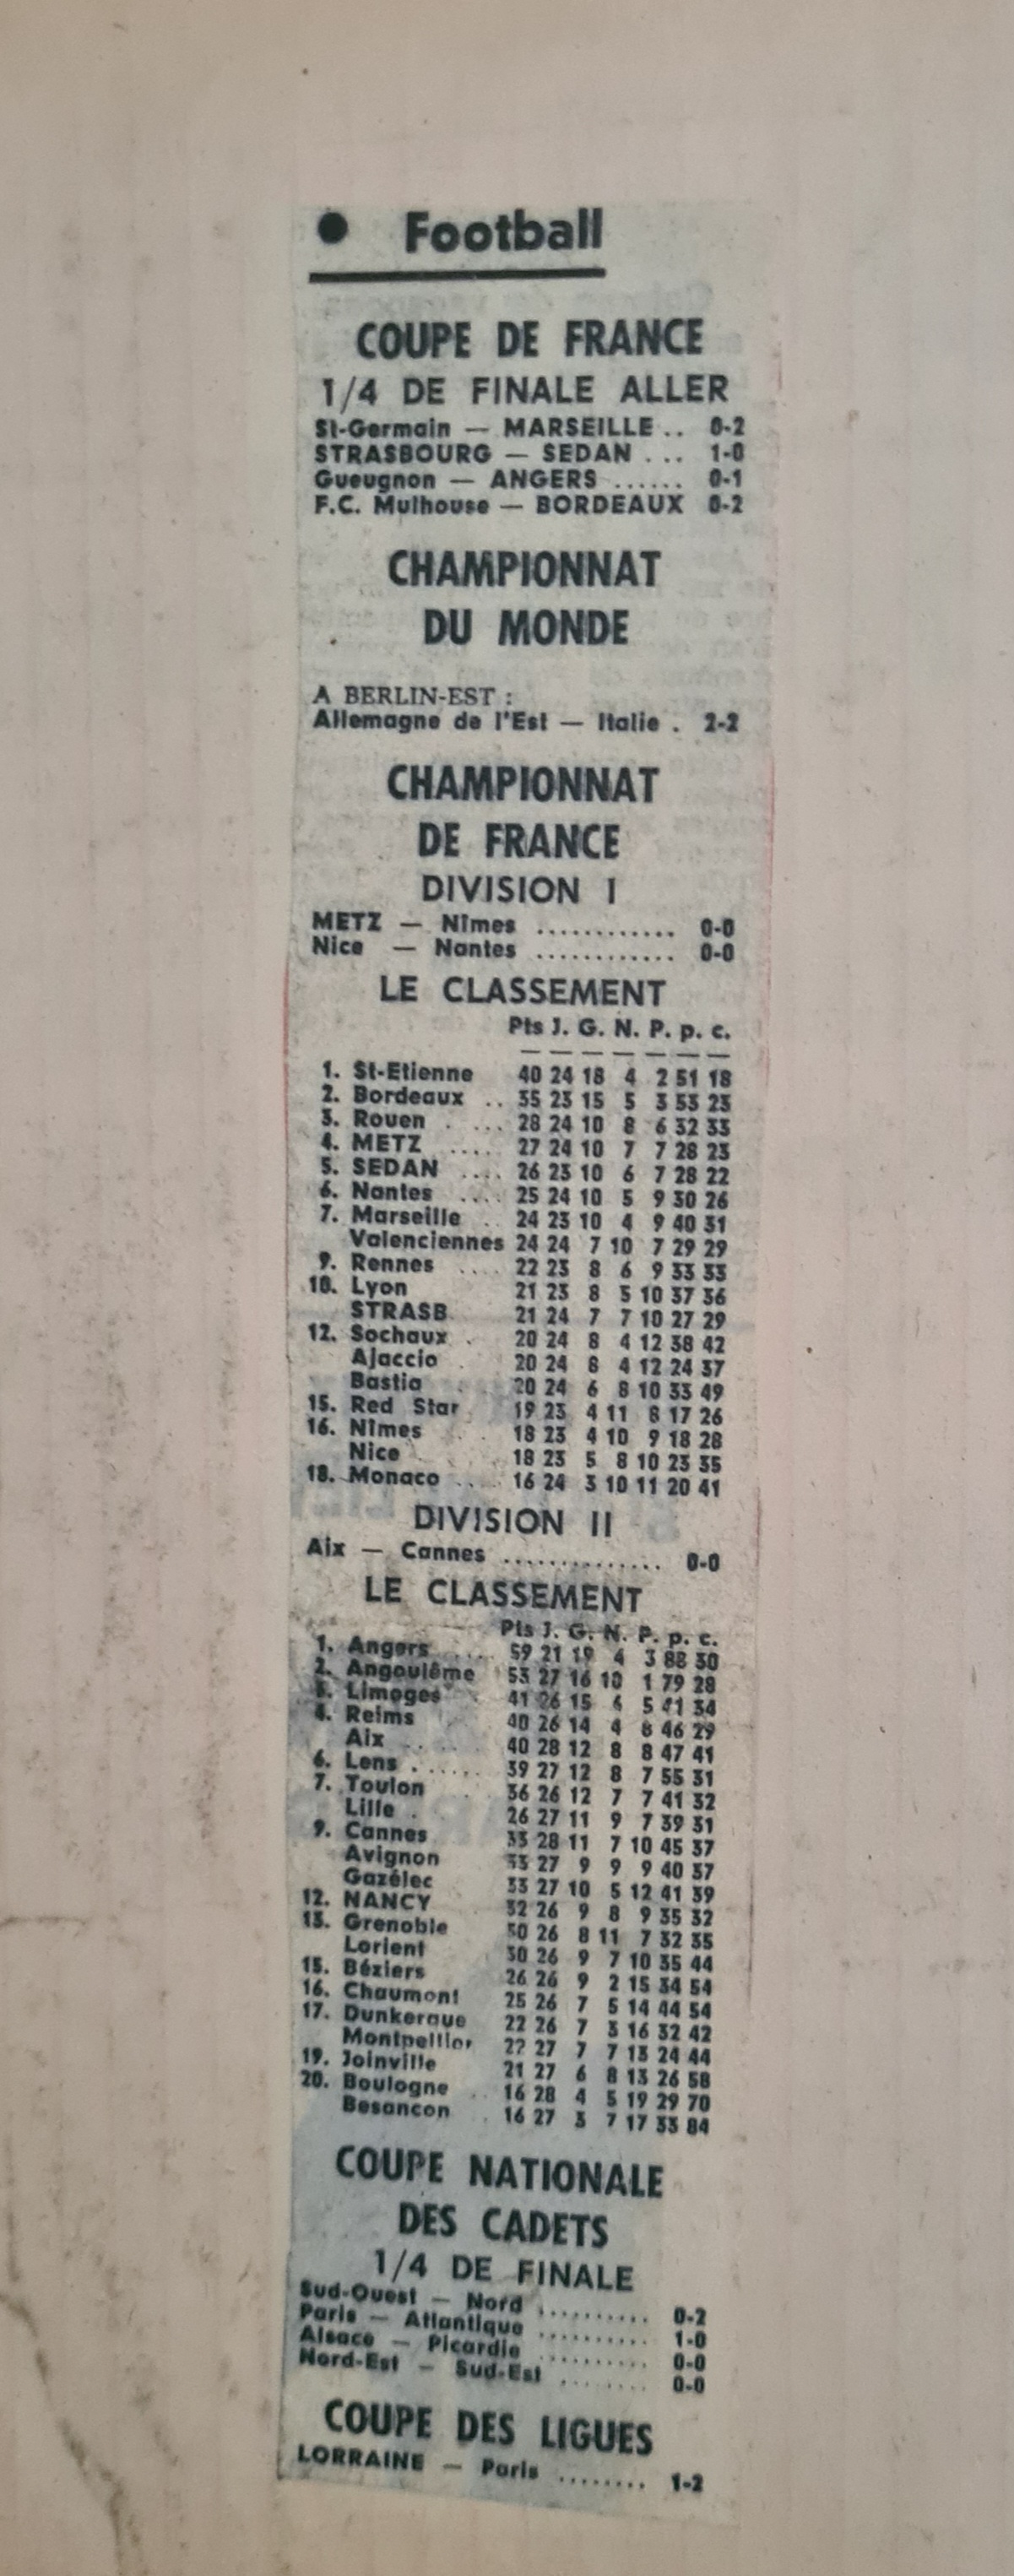 ● Football
COUPE DE FRANCE
1/4 DE FINALE ALLER
St-Germain — MARSEILLE .. 0-2
STRASBOURG — SEDAN . .. 1-0
Gueugnon — ANGERS ...... 0-1
F.C. Mulhouse — BORDEAUX 0-2
CHAMPIONNAT
DU MONDE
A BERLIN-EST :
Allemagne de l'Est — Italie . 2-2
CHAMPIONNAT
DE FRANCE
DIVISION I
METZ — Nîmes ............ 0-0
Nice — Nantes ............ 0-0
LE CLASSEMENT
Pts J. G. N. P. p. c.
1. St-Etienne 40 24 18 4 2 51 18
2. Bordeaux .. 35 23 15 5 3 53 23
3. Rouen . ... 28 24 10 8 6 32 33
4. METZ .... 27 24 10 7 7 28 23
5. SEDAN .... 26 23 10 6 7 28 22
6. Nantes .... 25 24 10 5 9 30 26
7. Marseille .. 24 23 10 4 9 40 31
Valenciennes 24 24 7 10 7 29 29
9. Rennes .... 22 23 8 6 9 33 33
10. Lyon 21 23 8 5 10 37 36
STRASB. 21 24 7 7 10 27 29
12. Sochaux . 20 24 8 4 12 38 42
Ajaccio . 20 24 8 4 12 24 37
Bastia . 20 24 6 8 10 33 49
15. Red Star . 19 23 4 11 8 17 26
16. Nîmes . . 18 23 4 10 9 18 28
Nice . . 18 23 5 8 10 23 35
18. Monaco .... 16 24 3 10 11 20 41
DIVISION II
Aix — Cannes .............. 0-0
LE CLASSEMENT
Pts J. G. N. P. p. c.
1. Angers ..... 59 21 19 4 3 88 30
2. Angoulême 53 27 16 10 1 79 28
3. Limoges 41 26 15 6 5 41 34
4. Reims 40 26 14 4 8 46 29
Aix .. . 40 28 12 8 8 47 41
6. Lens ...... 39 27 12 8 7 55 31
7. Toulon . 36 26 12 7 7 41 32
Lille . 26 27 11 9 7 39 31
9. Cannes 33 28 11 7 10 45 37
Avignon 33 27 9 9 9 40 37
Gazélec 33 27 10 5 12 41 39
12. NANCY 32 26 9 8 9 35 32
13. Grenoble 30 26 8 11 7 32 35
Lorient 30 26 9 7 10 35 44
15. Béziers 26 26 9 2 15 34 54
16. Chaumont 25 26 7 5 14 44 54
17. Dunkerque 22 26 7 3 16 32 42
Montpellier 22 27 7 7 13 24 44
19. Joinville 21 27 6 8 13 26 58
20. Boulogne .. 16 28 4 5 19 29 70
Besancon . 16 27 3 7 17 33 84
COUPE NATIONALE
DES CADETS
1/4 DE FINALE
Sud-Ouest — Nord .......... 0-2
Paris — Atlantique .......... 1-0
Alsace — Picardie .......... 0-0
Nord-Est — Sud-Est ........ 0-0
COUPE DES LIGUES
LORRAINE — Paris ........ 1-2